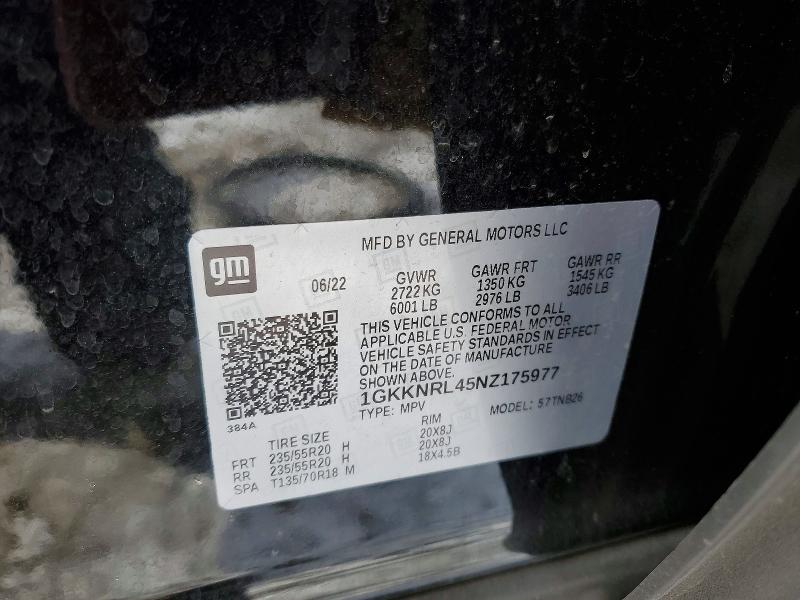 MFD BY GENERAL MOTORS LLC
gm
06/22
GVWR
2722 KG
6001 LB
GAWR FRT
1350 KG
2976 LB
GAWR RR
1545 KG
3406 LB
THIS VEHICLE CONFORMS TO ALL
APPLICABLE U.S. FEDERAL MOTOR
VEHICLE SAFETY STANDARDS IN EFFECT
ON THE DATE OF MANUFACTURE
SHOWN ABOVE.
1GKKNRL45NZ175977
TYPE: MPV
MODEL: 57TNB26
384A
TIRE SIZE
RIM
FRT 235/55R20 H 20X8J
RR 235/55R20 H 20X8J
SPA T135/70R18 M 18X4.5B